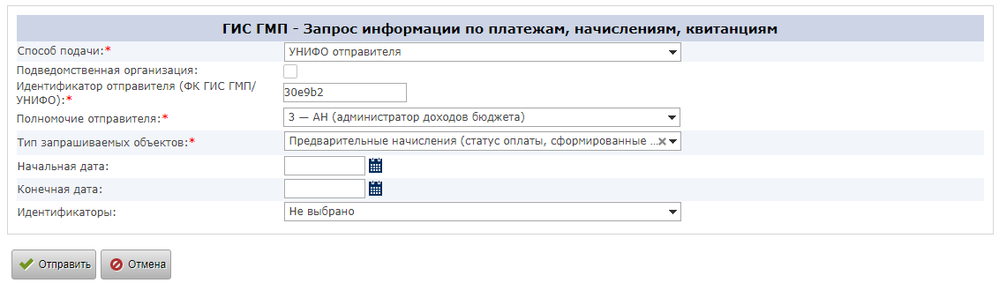 ГИС ГМП - Запрос информации по платежам, начислениям, квитанциям
Способ подачи:* УНИФО отправителя
Подведомственная организация:
Идентификатор отправителя (ФК ГИС ГМП/
УНИФО):* 30e9b2
Полномочие отправителя:* 3 — АН (администратор доходов бюджета)
Тип запрашиваемых объектов:* Предварительные начисления (статус оплаты, сформированные ...
Начальная дата:
Конечная дата:
Идентификаторы: Не выбрано
Отправить Отмена